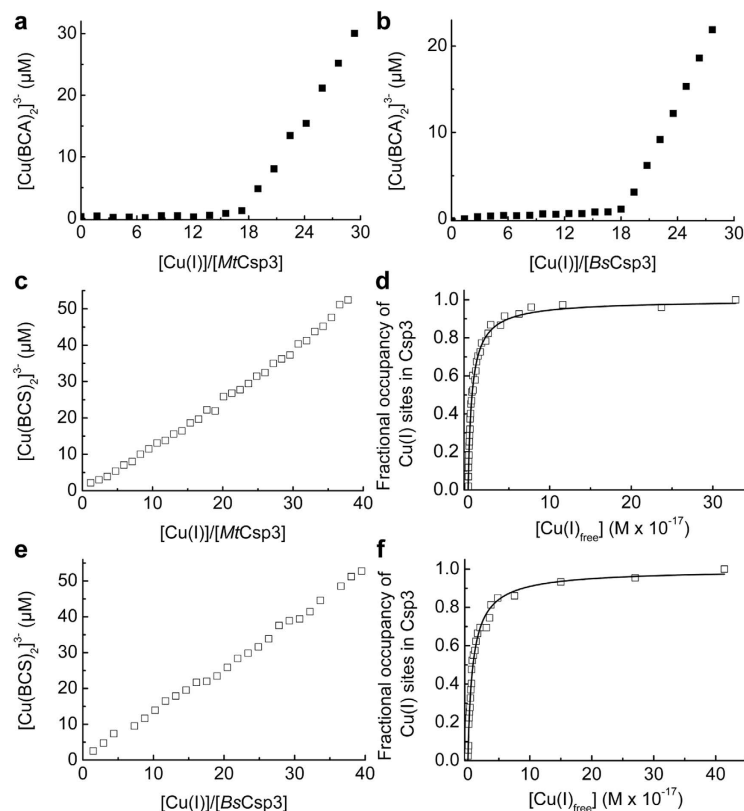 a
30
20
10
0
[Cu(BCA)₂]³⁻ (µM)
0 6 12 18 24 30
[Cu(I)]/[MtCsp3]
b
20
10
0
[Cu(BCA)₂]³⁻ (µM)
0 6 12 18 24 30
[Cu(I)]/[BsCsp3]
c
50
40
30
20
10
0
[Cu(BCS)₂]³⁻ (µM)
0 10 20 30 40
[Cu(I)]/[MtCsp3]
d
1.0
0.8
0.6
0.4
0.2
0
Fractional occupancy of
Cu(I) sites in Csp3
0 10 20 30
[Cu(I)free] (M x 10⁻¹⁷)
e
50
40
30
20
10
0
[Cu(BCS)₂]³⁻ (µM)
0 10 20 30 40
[Cu(I)]/[BsCsp3]
f
1.0
0.8
0.6
0.4
0.2
0
Fractional occupancy of
Cu(I) sites in Csp3
0 10 20 30 40
[Cu(I)free] (M x 10⁻¹⁷)